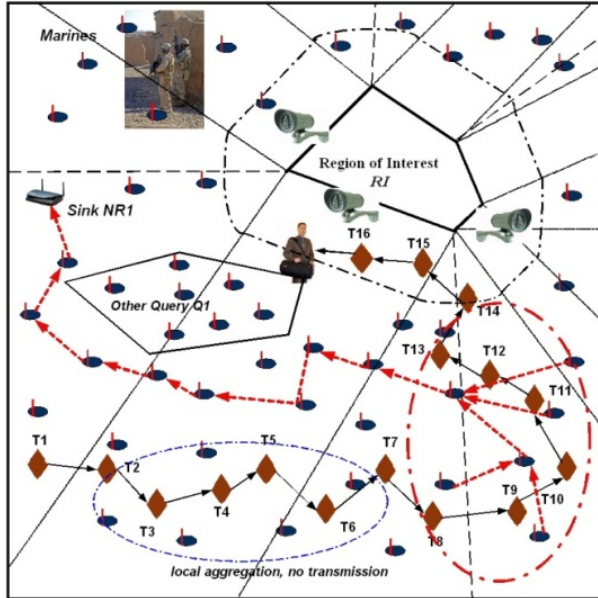 Marines
Region of Interest
RI
Sink NR1
T16
T15
T14
Other Query Q1
T13
T12
T11
T1
T2
T5
T7
T3
T4
T6
T9
T10
T8
local aggregation, no transmission